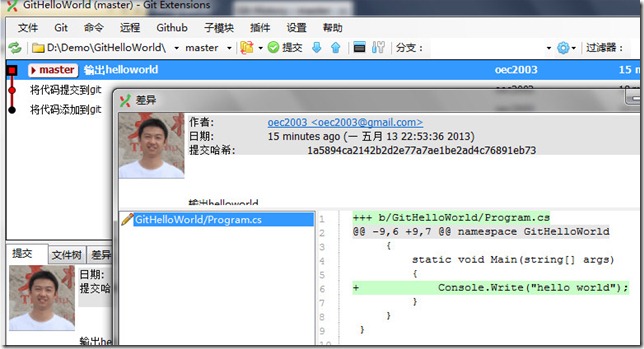 GitHelloWorld (master) - Git Extensions
文件 Git 命令 远程 Github 子模块 插件 设置 帮助
D:\Demo\GitHelloWorld\ master 提交 分支: 过滤器:
master 输出helloworld oec2003 15 m
将代码提交到git
将代码添加到git
差异
作者: oec2003 <oec2003@gmail.com>
日期: 15 minutes ago (一 五月 13 22:53:36 2013)
提交哈希: 1a5894ca2142b2d2e77a7ae1be2ad4c76891eb73
输出helloworld
GitHelloWorld/Program.cs
1 +++ b/GitHelloWorld/Program.cs
2 @@ -9,6 +9,7 @@ namespace GitHelloWorld
3 {
4 static void Main(string[] args)
5 {
6 + Console.Write("hello world");
7 }
8 }
9 }
提交 文件树 差异
日期:
提交哈
输出hel